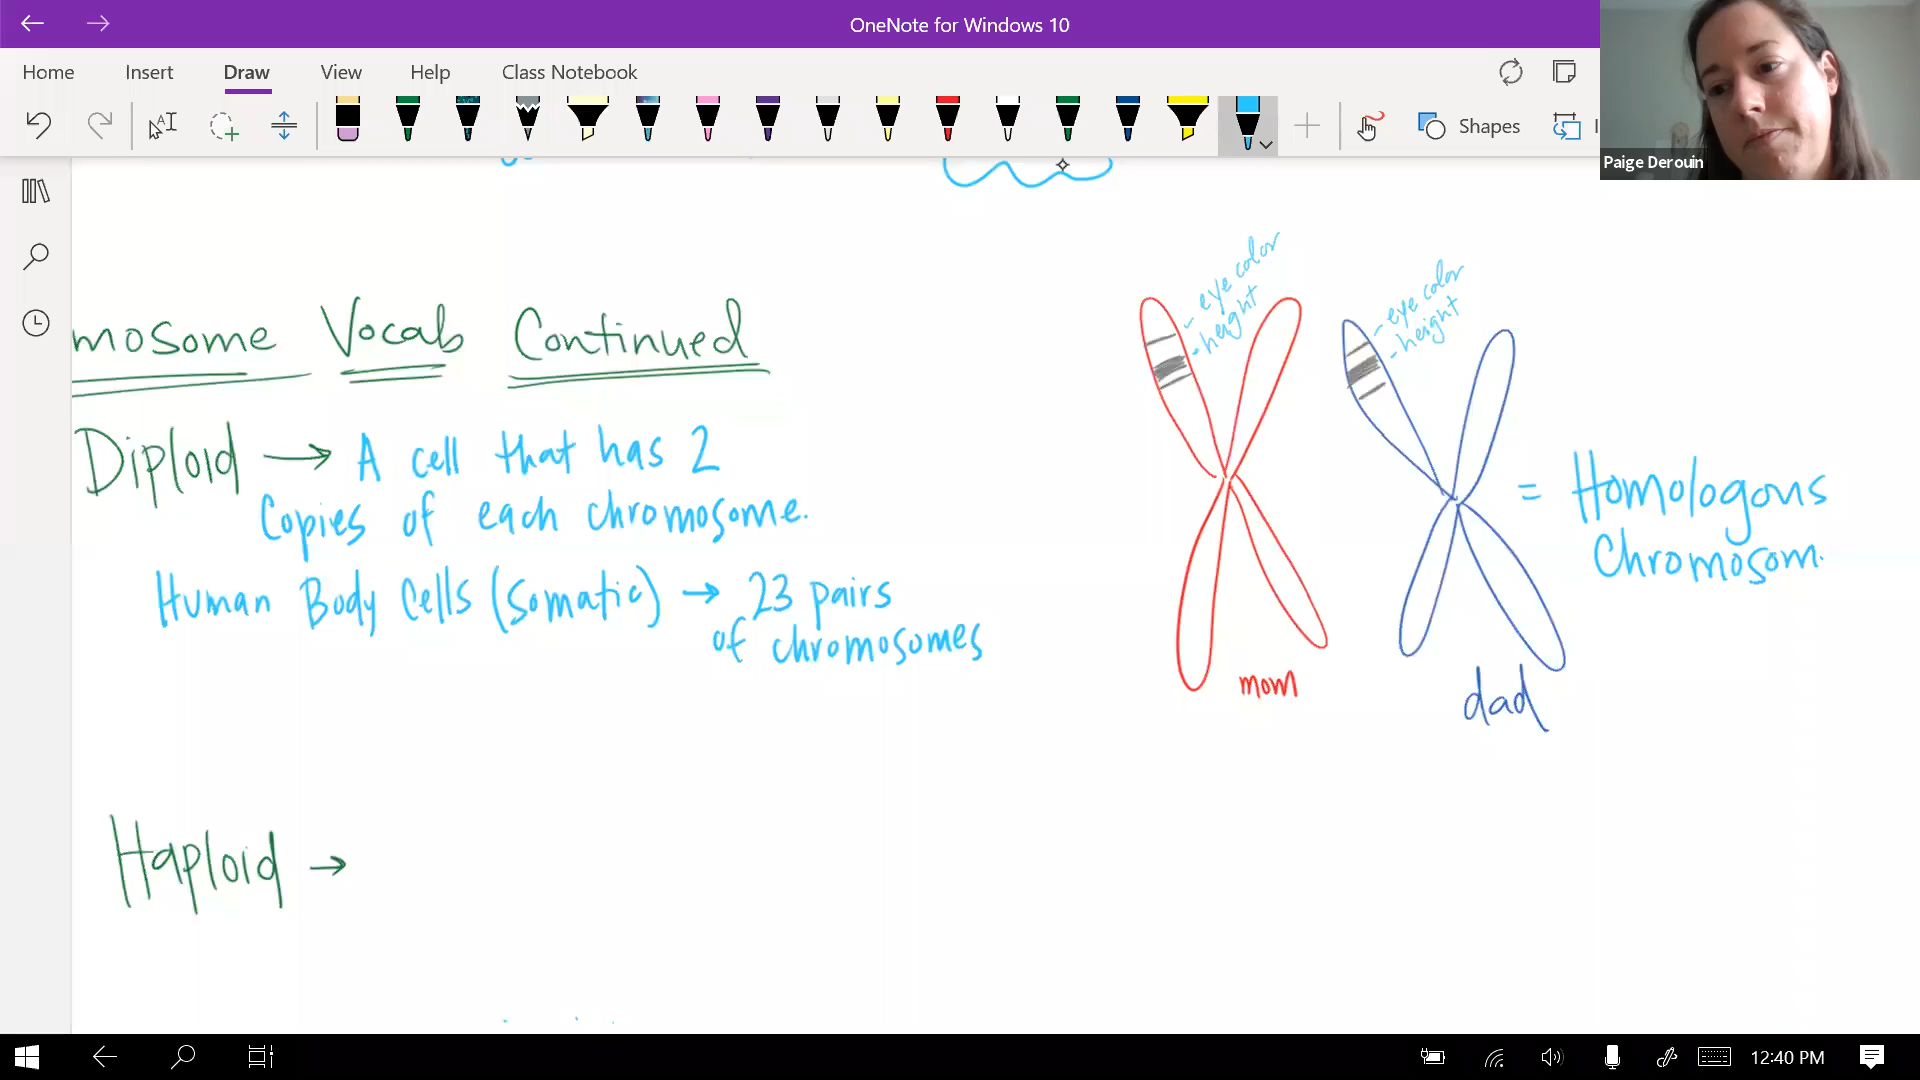 OneNote for Windows 10
Home Insert Draw View Help Class Notebook
Shapes
Paige Derouin
- eye color
- height
- eye color
- height
mosome Vocab Continued
Diploid → A cell that has 2
Copies of each chromosome.
= Homologous
Chromosom
Human Body Cells (Somatic) → 23 pairs
of chromosomes
mom
dad
Haploid →
12:40 PM